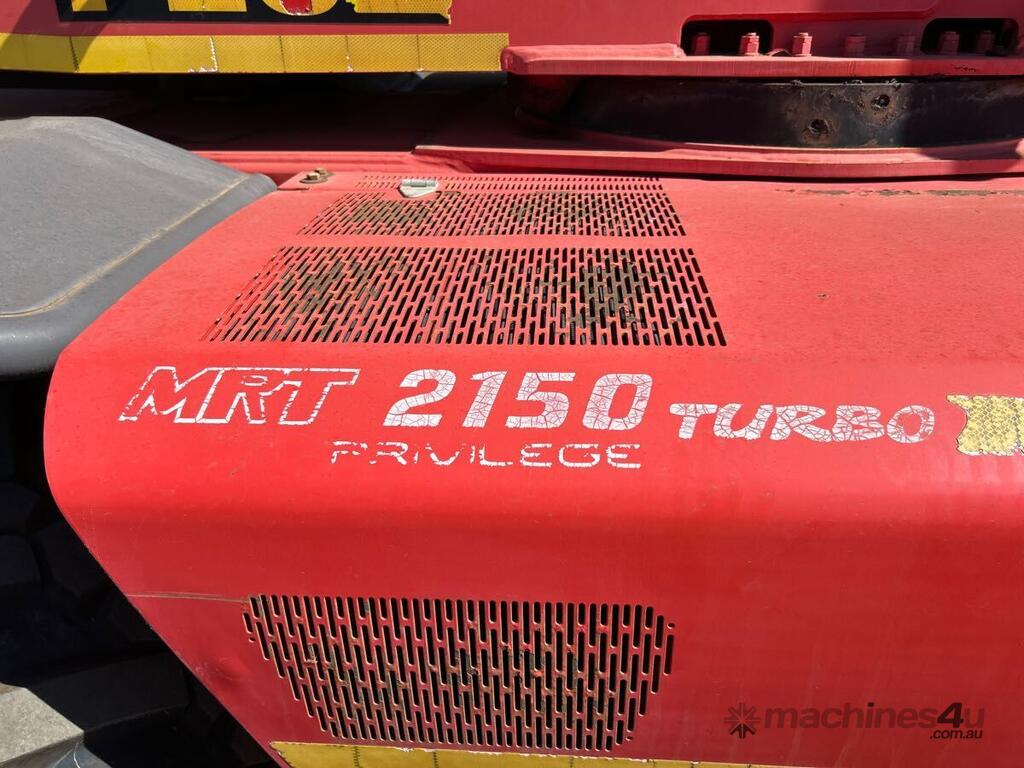 MRT 2150 TURBO
PRIVILEGE
machines4u
.com.au